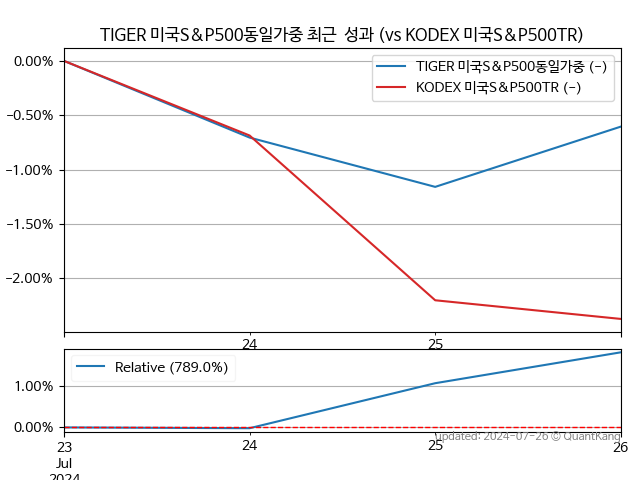 TIGER 미국S&P500동일가중 최근 성과 (vs KODEX 미국S&P500TR)
0.00%
−0.50%
−1.00%
−1.50%
−2.00%
TIGER 미국S&P500동일가중 (-)
KODEX 미국S&P500TR (-)
24 25
1.00%
0.00%
Relative (789.0%)
updated: 2024-07-26 © QuantKang
23 24 25 26
Jul
2024